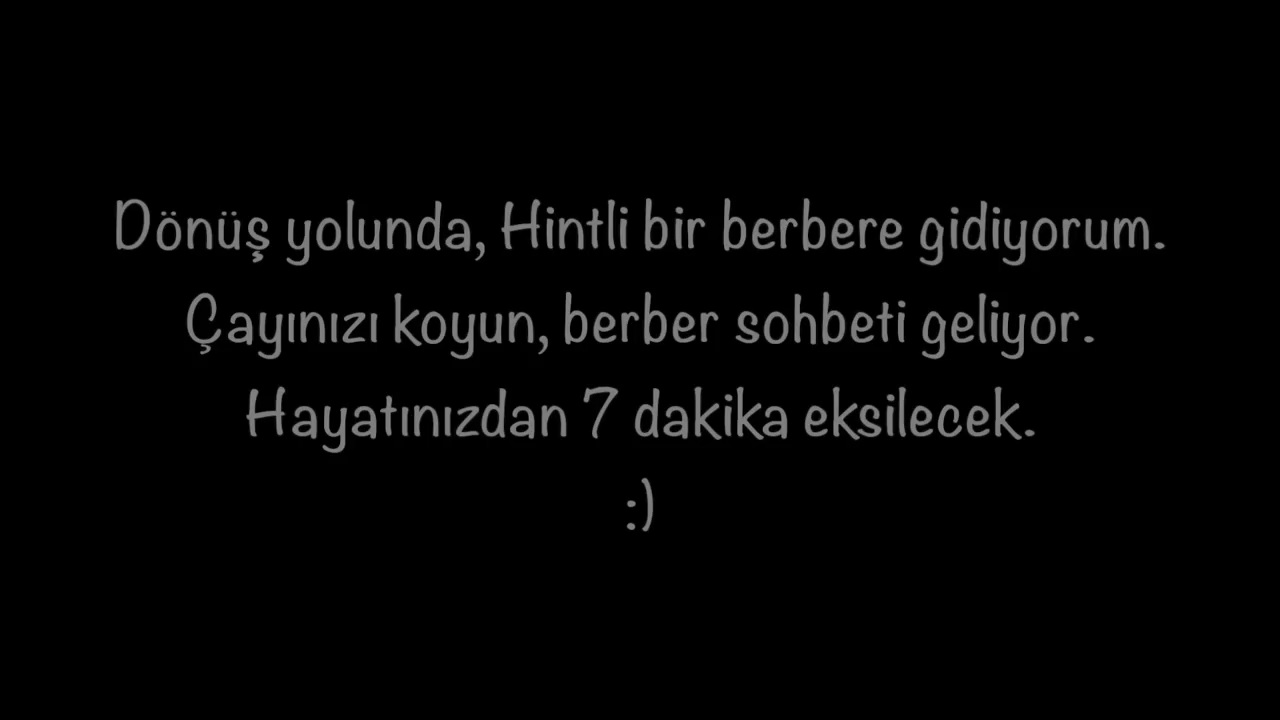 Dönüş yolunda, Hintli bir berbere gidiyorum.
Çayınızı koyun, berber sohbeti geliyor.
Hayatınızdan 7 dakika eksilecek.
:)